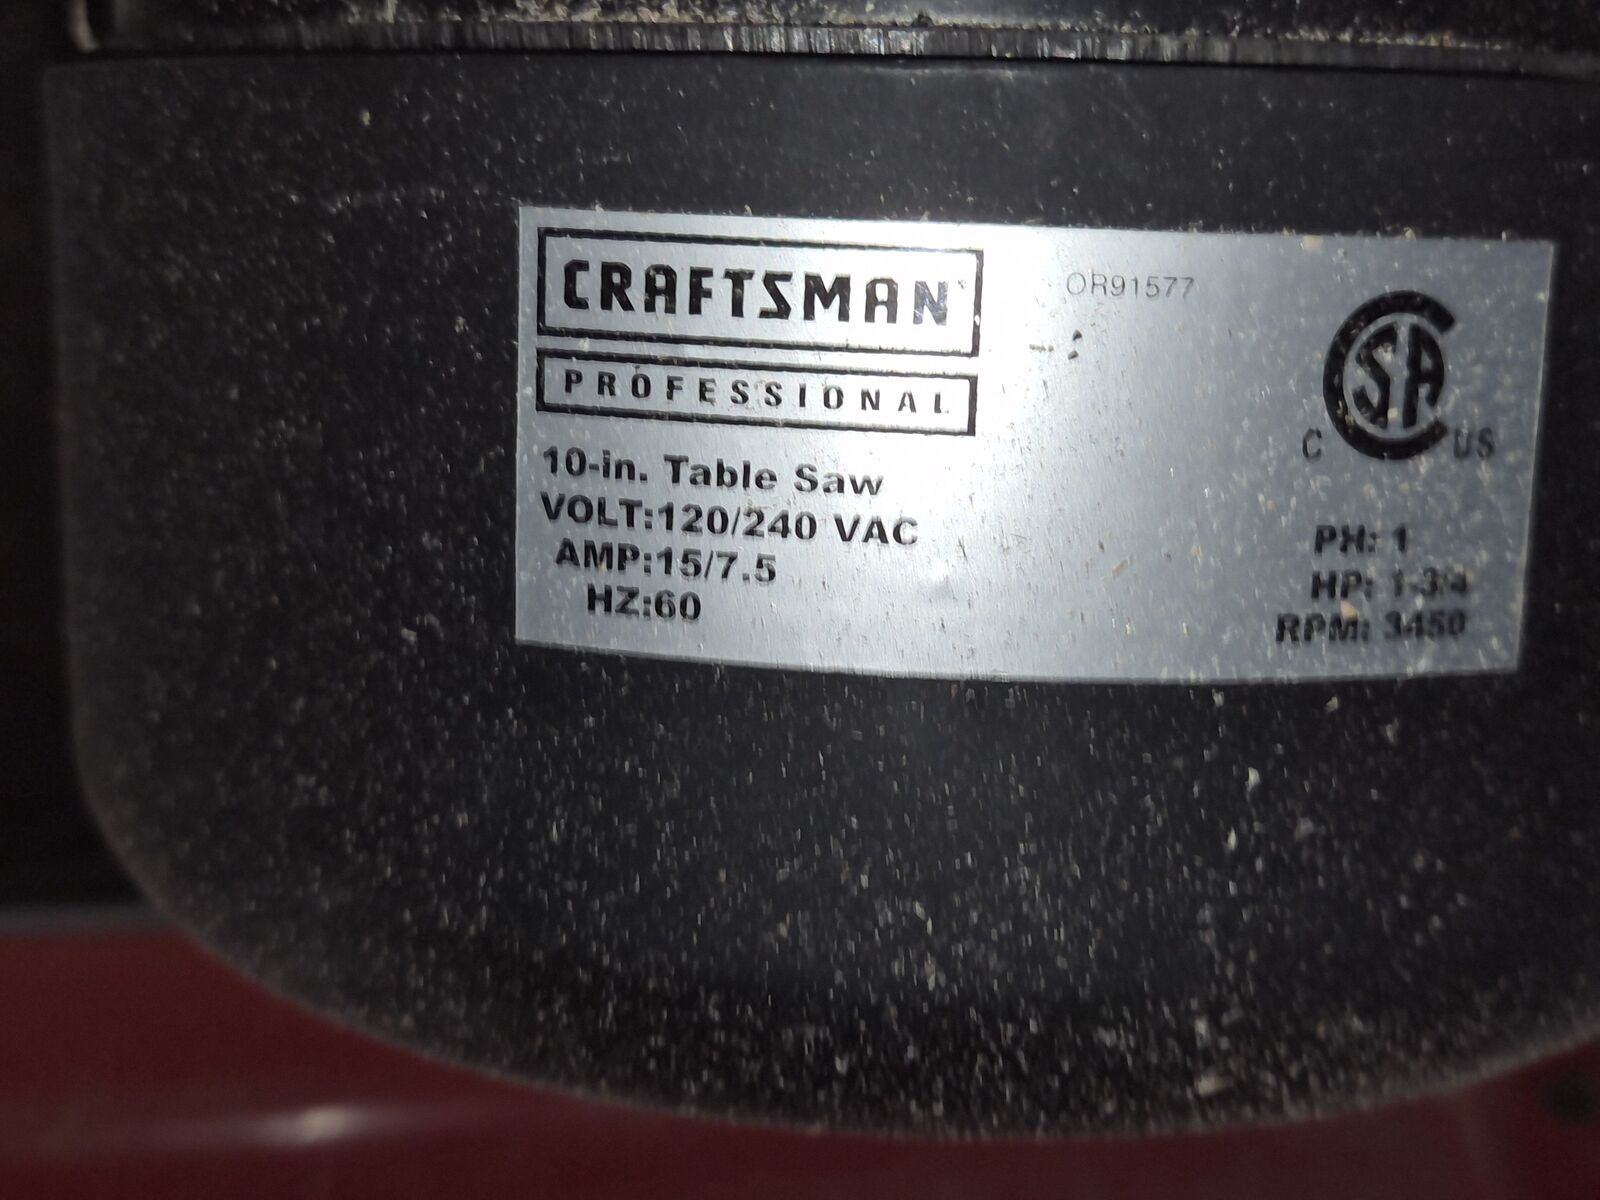 CRAFTSMAN
PROFESSIONAL
OR91577
10-in. Table Saw
VOLT:120/240 VAC
AMP:15/7.5
HZ:60
CSA
C US
PH: 1
HP: 1-3/4
RPM: 3450